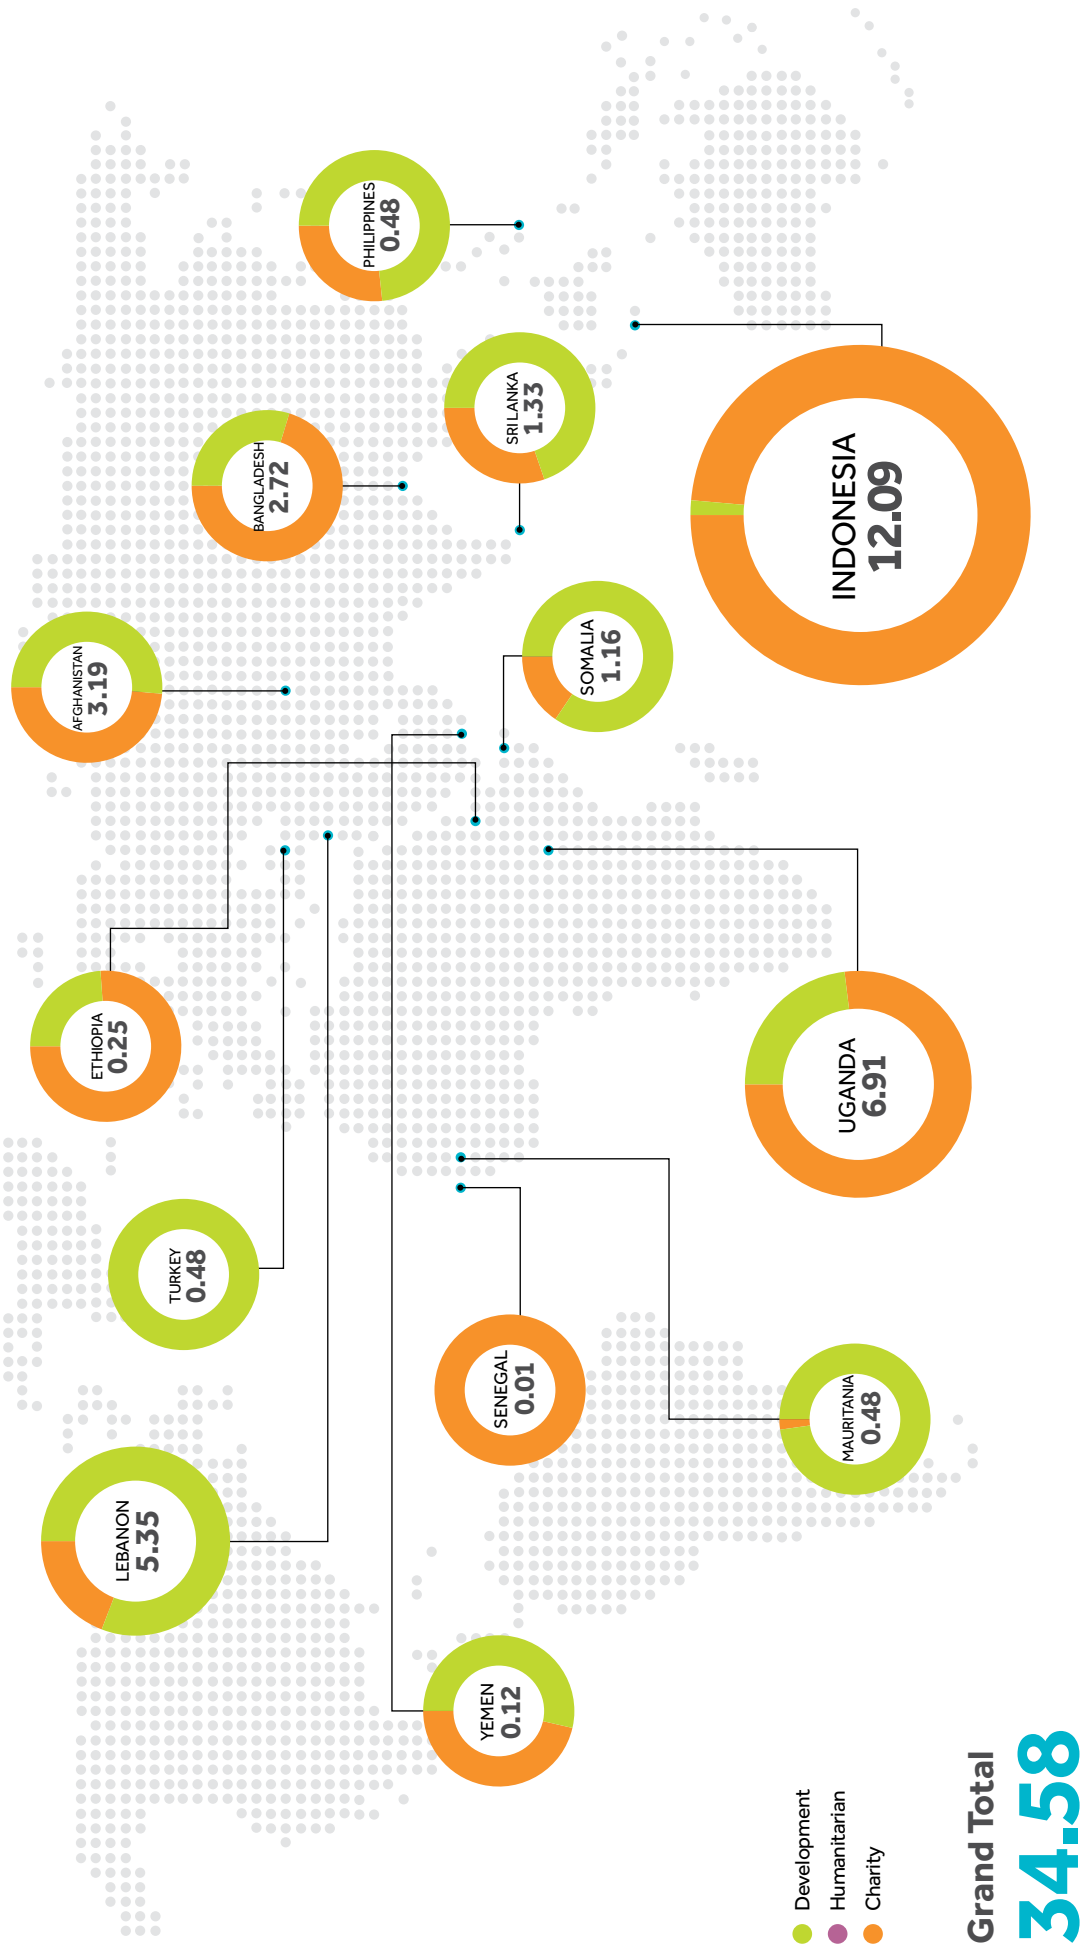 LEBANON
5.35
TURKEY
0.48
ETHIOPIA
0.25
AFGHANISTAN
3.19
BANGLADESH
2.72
PHILIPPINES
0.48
YEMEN
0.12
SENEGAL
0.01
SOMALIA
1.16
SRI LANKA
1.33
MAURITANIA
0.48
UGANDA
6.91
INDONESIA
12.09
Development
Humanitarian
Charity
Grand Total
34.58